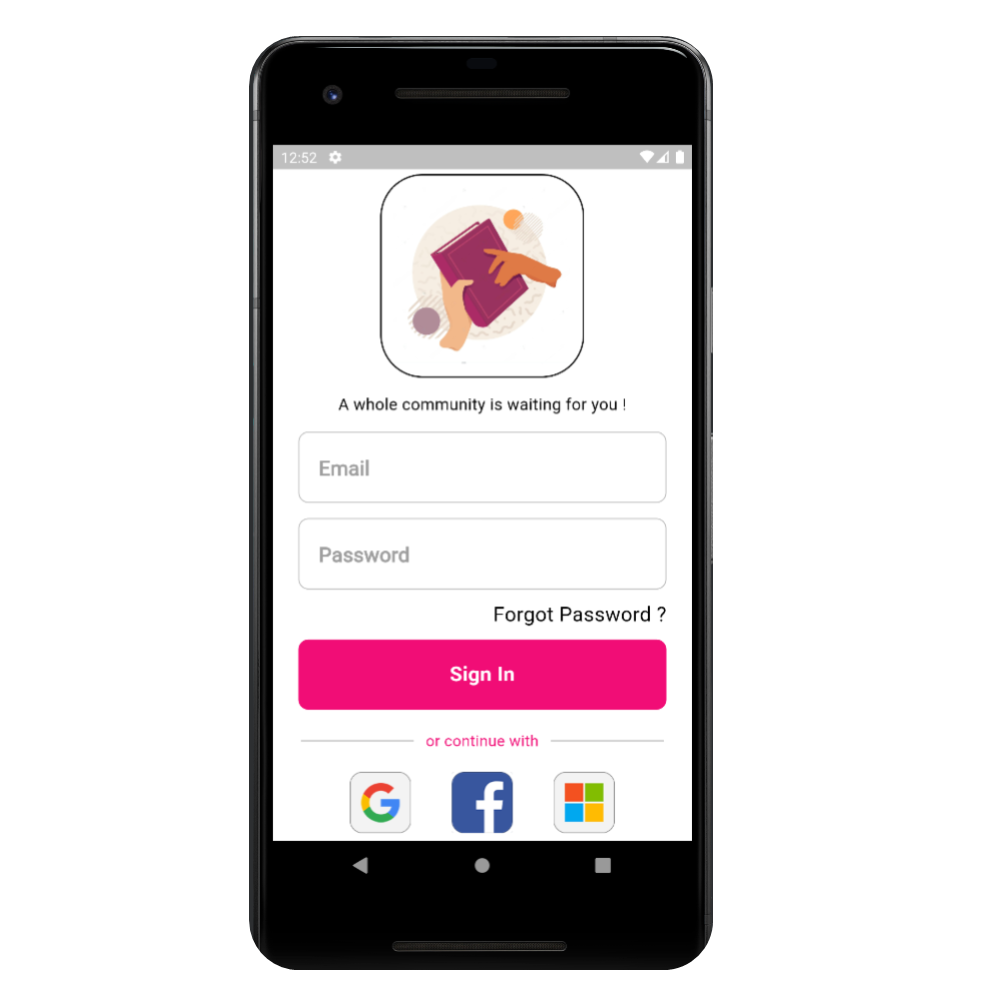 12:52
A whole community is waiting for you !
Email
Password
Forgot Password ?
Sign In
or continue with